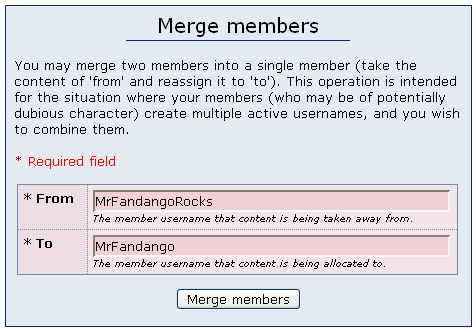 Merge members
You may merge two members into a single member (take the
content of 'from' and reassign it to 'to'). This operation is intended
for the situation where your members (who may be of potentially
dubious character) create multiple active usernames, and you wish
to combine them.
* Required field
* From MrFandangoRocks
The member username that content is being taken away from.
* To MrFandango
The member username that content is being allocated to.
Merge members